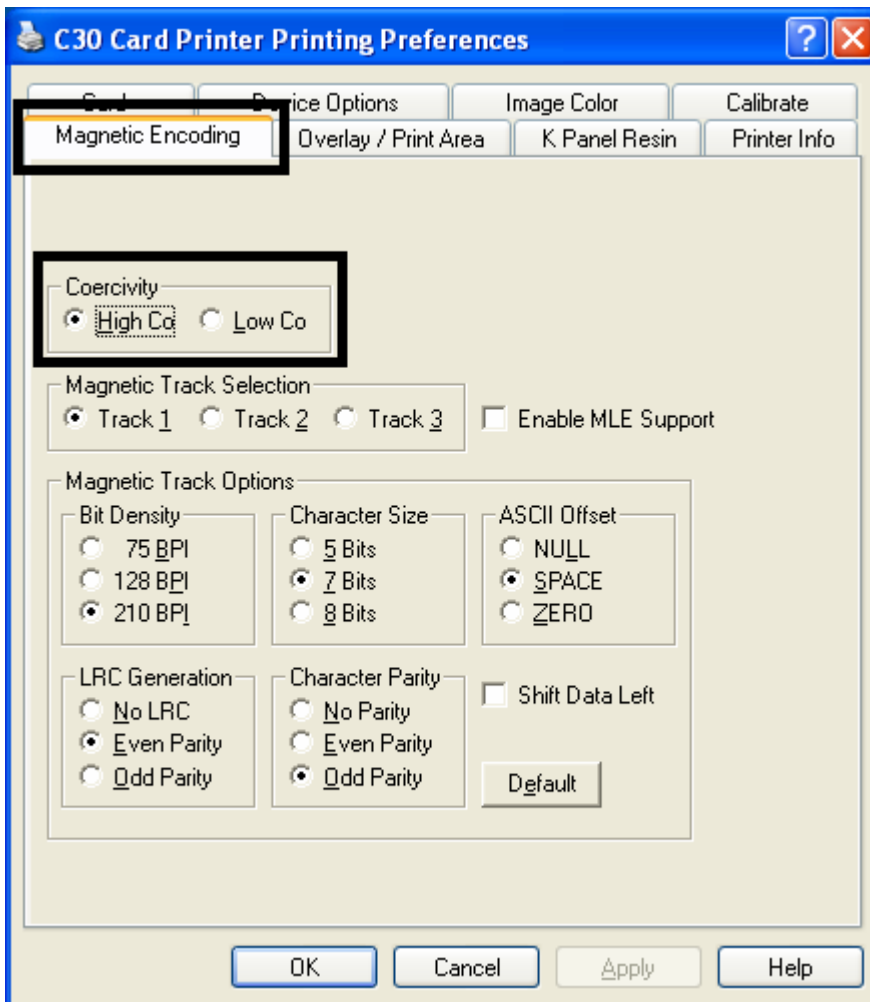 C30 Card Printer Printing Preferences
Card Device Options Image Color Calibrate
Magnetic Encoding Overlay / Print Area K Panel Resin Printer Info
Coercivity
High Co Low Co
Magnetic Track Selection
Track 1 Track 2 Track 3 Enable MLE Support
Magnetic Track Options
Bit Density Character Size ASCII Offset
75 BPI 5 Bits NULL
128 BPI 7 Bits SPACE
210 BPI 8 Bits ZERO
LRC Generation Character Parity
No LRC No Parity Shift Data Left
Even Parity Even Parity
Odd Parity Odd Parity Default
OK Cancel Apply Help